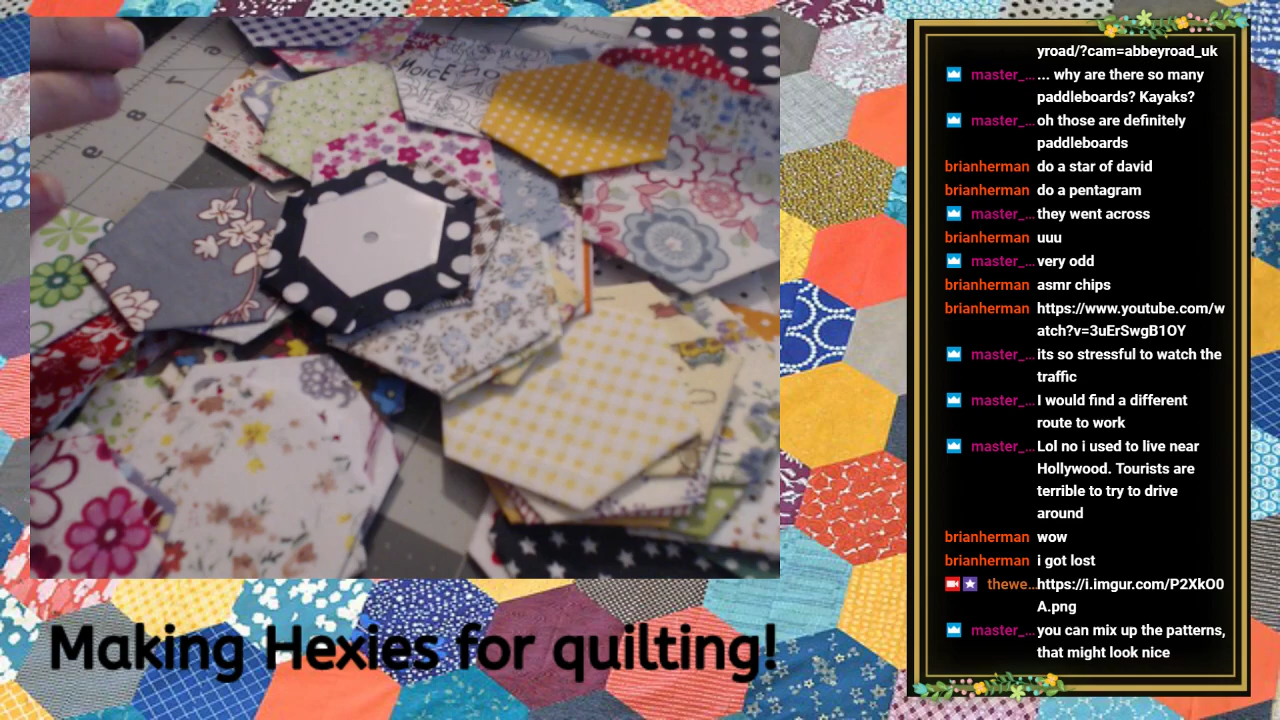 NOICE
Making Hexies for quilting!
yroad/?cam=abbeyroad_uk
master_... ... why are there so many
paddleboards? Kayaks?
master_... oh those are definitely
paddleboards
brianherman do a star of david
brianherman do a pentagram
master_... they went across
brianherman uuu
master_... very odd
brianherman asmr chips
brianherman https://www.youtube.com/w
atch?v=3uErSwgB1OY
master_... its so stressful to watch the
traffic
master_... I would find a different
route to work
master_... Lol no i used to live near
Hollywood. Tourists are
terrible to try to drive
around
brianherman wow
brianherman i got lost
thewe... https://i.imgur.com/P2XkO0
A.png
master_... you can mix up the patterns,
that might look nice